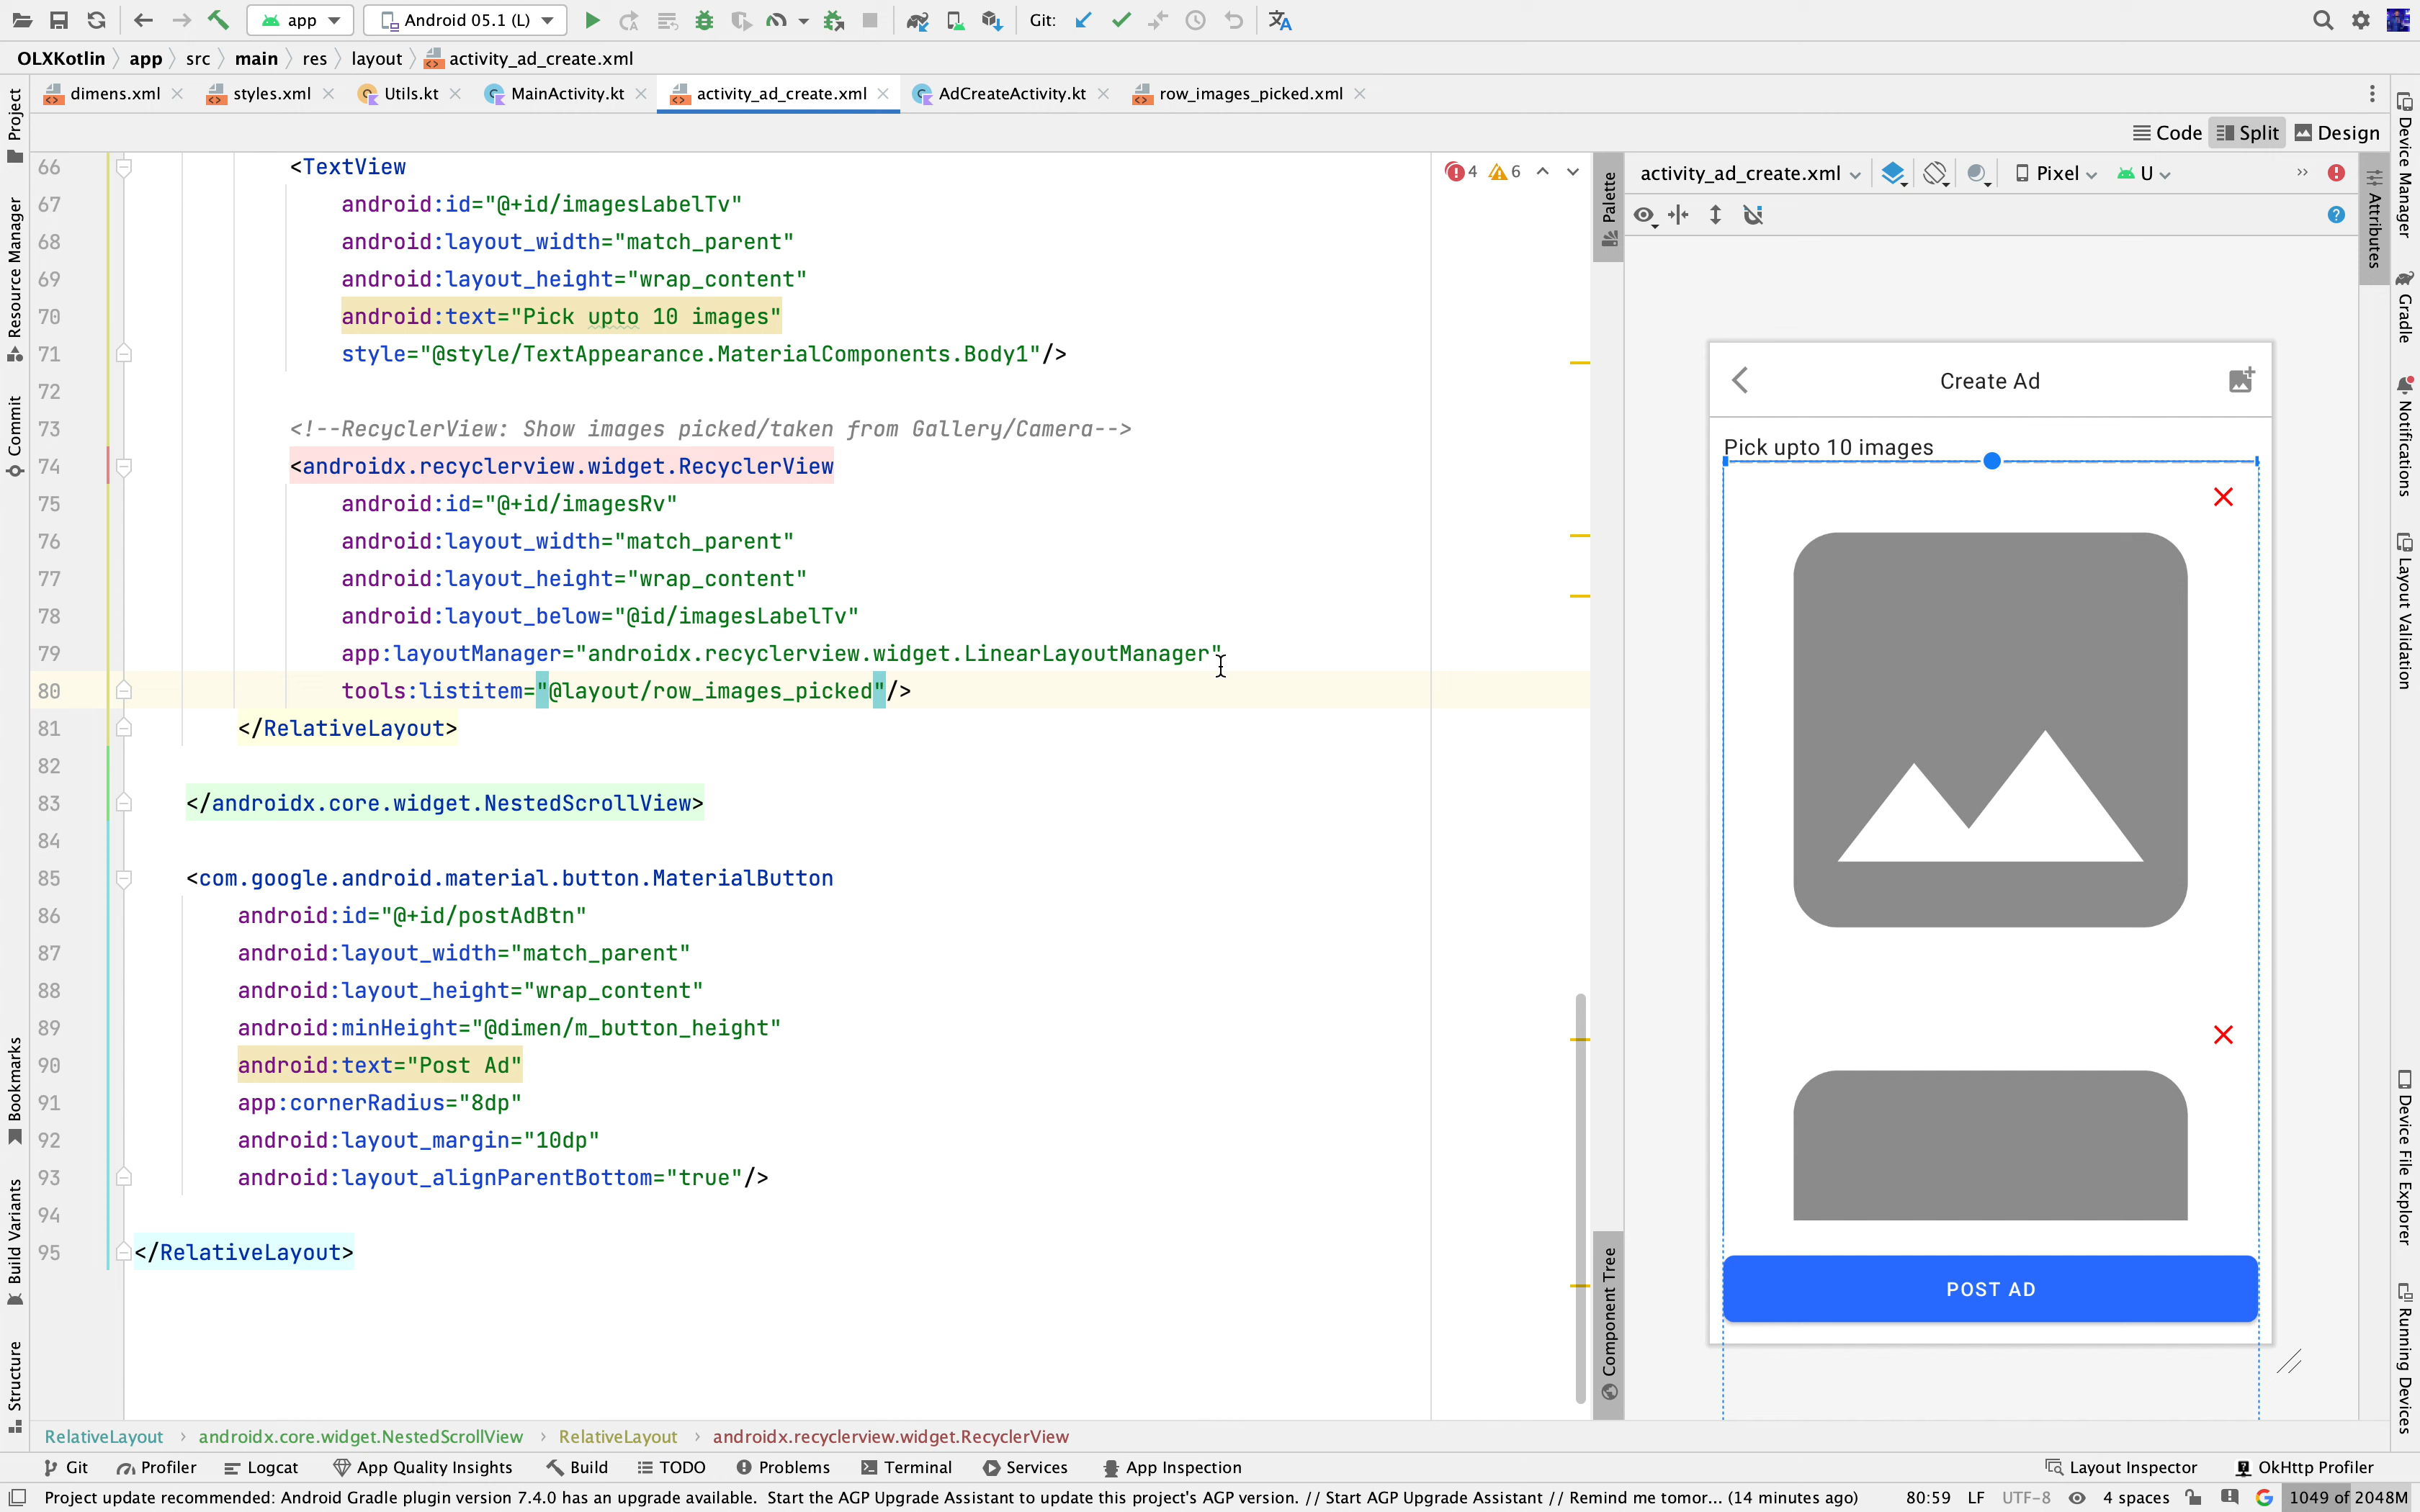 app
Android 05.1 (L)
Git:
OLXKotlin app src main res layout activity_ad_create.xml
dimens.xml styles.xml Utils.kt MainActivity.kt activity_ad_create.xml AdCreateActivity.kt row_images_picked.xml
Code Split Design
4 6
activity_ad_create.xml Pixel U
66 <TextView
67 android:id="@+id/imagesLabelTv"
68 android:layout_width="match_parent"
69 android:layout_height="wrap_content"
70 android:text="Pick upto 10 images"
71 style="@style/TextAppearance.MaterialComponents.Body1"/>
72
73 <!--RecyclerView: Show images picked/taken from Gallery/Camera-->
74 <androidx.recyclerview.widget.RecyclerView
75 android:id="@+id/imagesRv"
76 android:layout_width="match_parent"
77 android:layout_height="wrap_content"
78 android:layout_below="@id/imagesLabelTv"
79 app:layoutManager="androidx.recyclerview.widget.LinearLayoutManager"
80 tools:listitem="@layout/row_images_picked"/>
81 </RelativeLayout>
82
83 </androidx.core.widget.NestedScrollView>
84
85 <com.google.android.material.button.MaterialButton
86 android:id="@+id/postAdBtn"
87 android:layout_width="match_parent"
88 android:layout_height="wrap_content"
89 android:minHeight="@dimen/m_button_height"
90 android:text="Post Ad"
91 app:cornerRadius="8dp"
92 android:layout_margin="10dp"
93 android:layout_alignParentBottom="true"/>
94
95 </RelativeLayout>
Create Ad
Pick upto 10 images
POST AD
Project
Resource Manager
Commit
Bookmarks
Build Variants
Structure
Palette
Component Tree
Attributes
Device Manager
Gradle
Notifications
Layout Validation
Device File Explorer
Running Devices
RelativeLayout › androidx.core.widget.NestedScrollView › RelativeLayout › androidx.recyclerview.widget.RecyclerView
Git Profiler Logcat App Quality Insights Build TODO Problems Terminal Services App Inspection Layout Inspector OkHttp Profiler
Project update recommended: Android Gradle plugin version 7.4.0 has an upgrade available. Start the AGP Upgrade Assistant to update this project's AGP version. // Start AGP Upgrade Assistant // Remind me tomor... (14 minutes ago) 80:59 LF UTF-8 4 spaces 1049 of 2048M